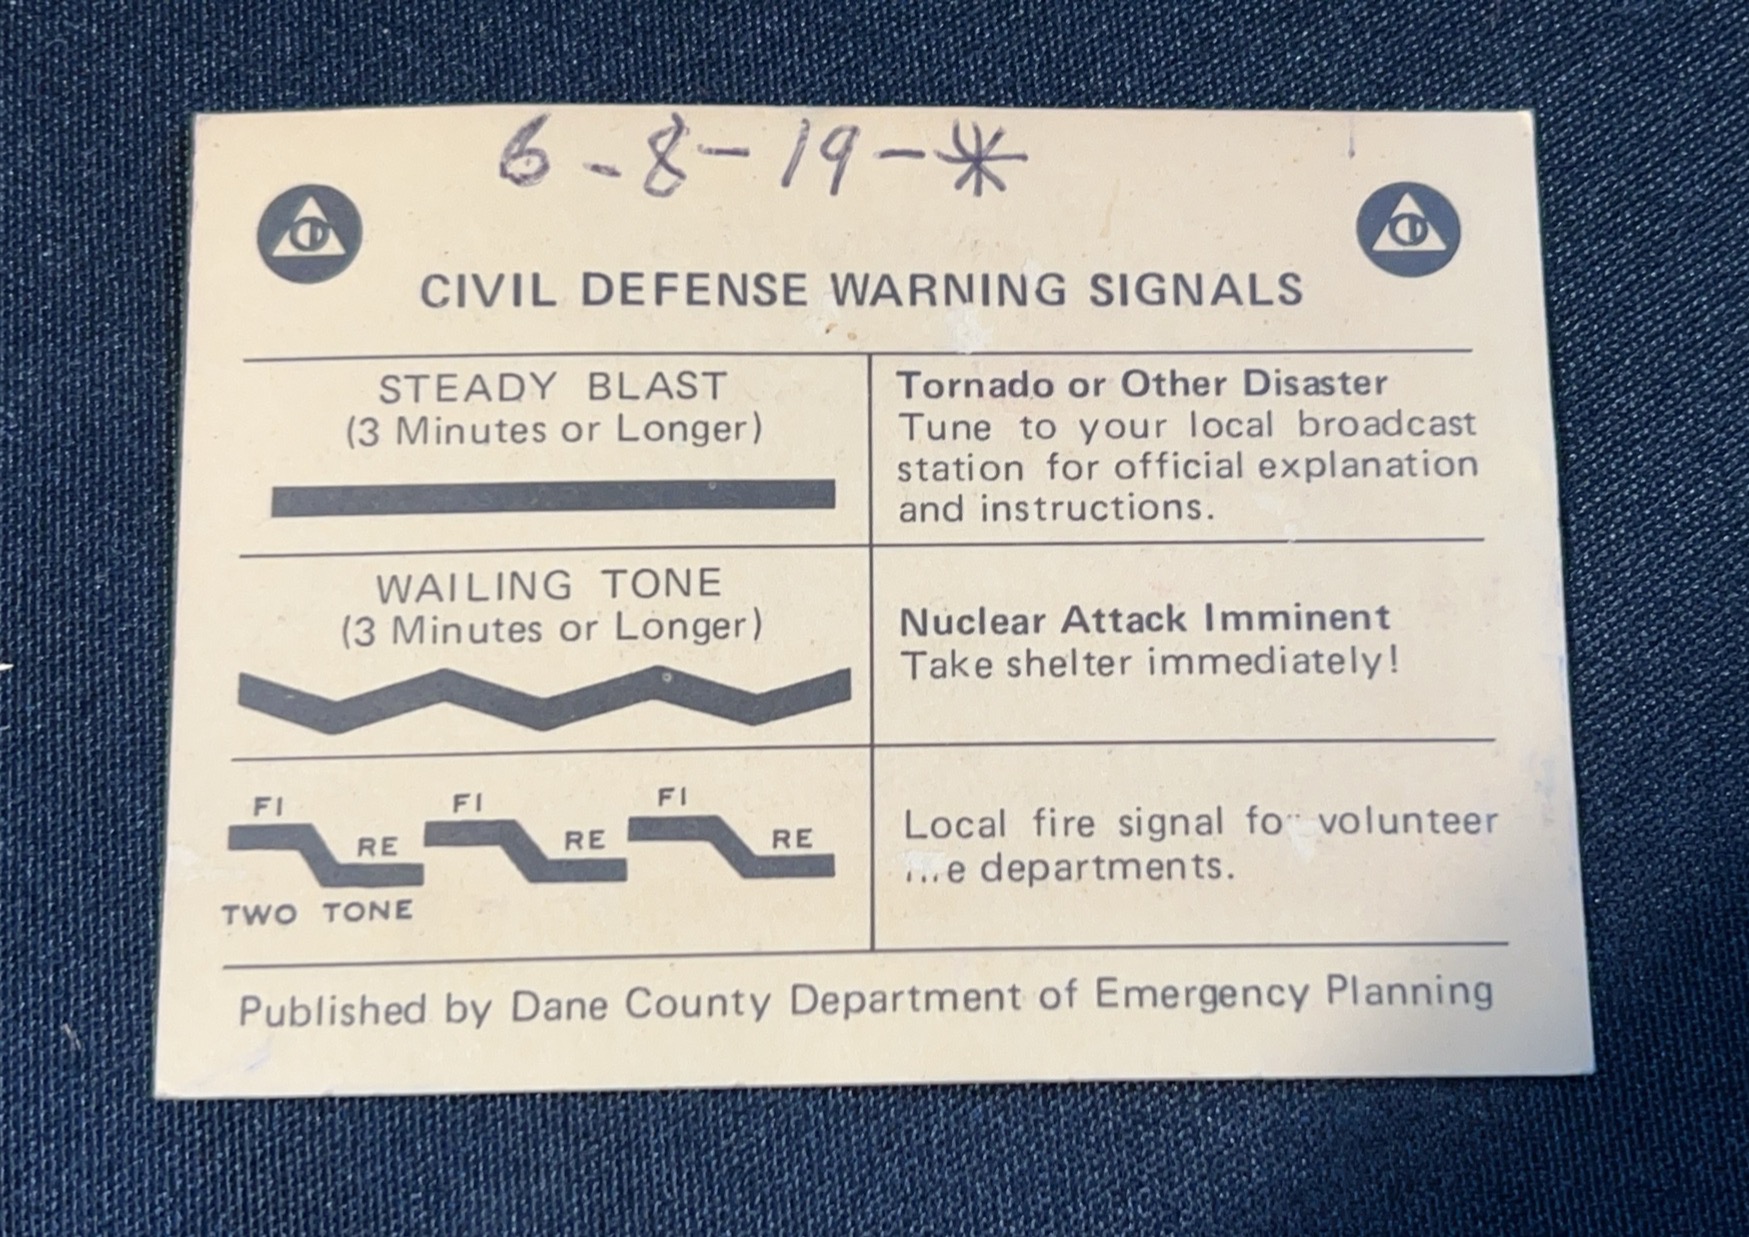 6-8-19-*
CIVIL DEFENSE WARNING SIGNALS
STEADY BLAST
(3 Minutes or Longer)
Tornado or Other Disaster
Tune to your local broadcast
station for official explanation
and instructions.
WAILING TONE
(3 Minutes or Longer)
Nuclear Attack Imminent
Take shelter immediately!
FI RE FI RE FI RE
TWO TONE
Local fire signal for volunteer
departments.
Published by Dane County Department of Emergency Planning